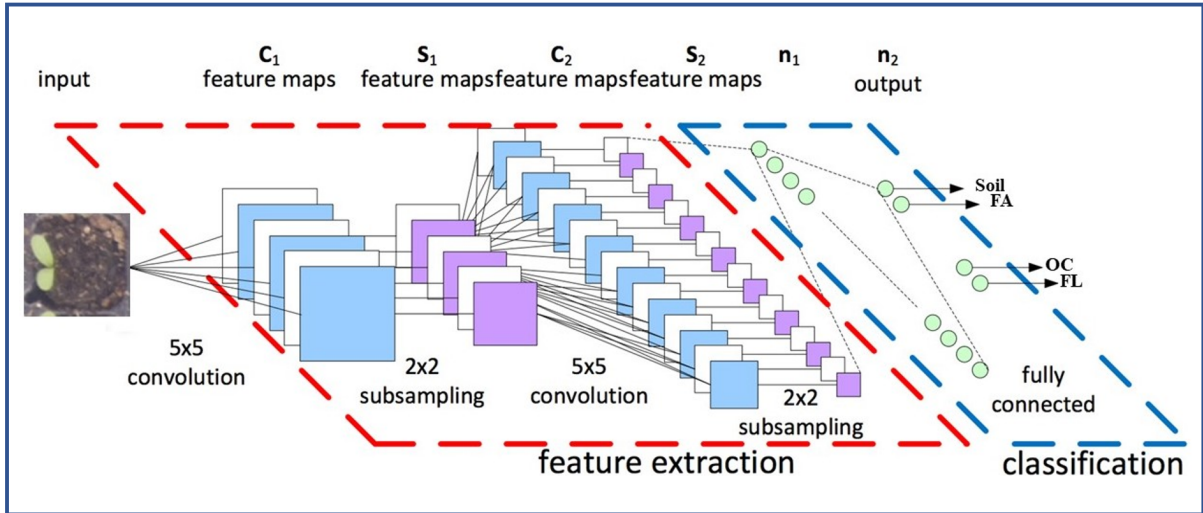 input
C1
feature maps
S1
feature maps
C2
feature maps
S2
feature maps
n1
n2
output
Soil
FA
OC
FL
5x5
convolution
2x2
subsampling
5x5
convolution
2x2
subsampling
fully
connected
feature extraction
classification